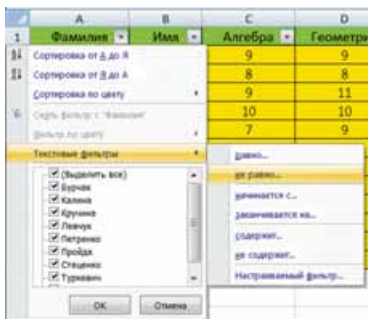 A B C D
1 Фамилия Имя Алгебра Геометри
Сортировка от А до Я 9 9
Сортировка от Я до А 8 8
Сортировка по цвету 9 11
Снять фильтр с "Фамилия" 10 10
Фильтр по цвету 7 9
Текстовые фильтры
равно...
(Выделить все)
не равно...
Бурчак
Калина
начинается с...
Кручина
заканчивается на...
Левчук
Петренко
содержит...
Пройда
не содержит...
Стеценко
Туркевич
Настраиваемый фильтр...
ОК Отмена